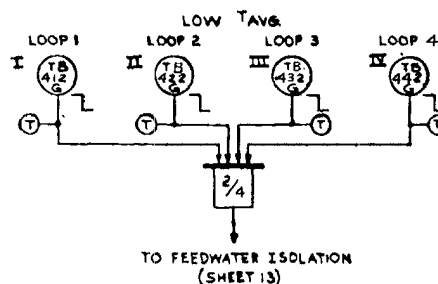 LOW TAVG
LOOP 1 LOOP 2 LOOP 3 LOOP 4
I TB 412 G
II TB 422 G
III TB 432 G
IV TB 442 G
T T T T
2/4
TO FEEDWATER ISOLATION
(SHEET 13)